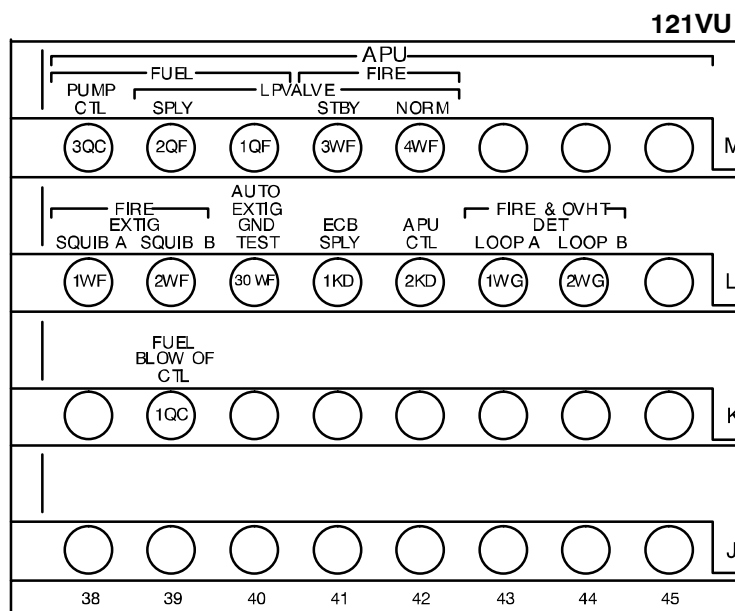 121VU
APU
FUEL FIRE
PUMP LPVALVE
CTL SPLY STBY NORM
3QC 2QF 1QF 3WF 4WF M
AUTO
FIRE EXTIG FIRE & OVHT
EXTIG GND ECB APU DET
SQUIB A SQUIB B TEST SPLY CTL LOOP A LOOP B
1WF 2WF 30 WF 1KD 2KD 1WG 2WG L
FUEL
BLOW OF
CTL
1QC K
J
38 39 40 41 42 43 44 45